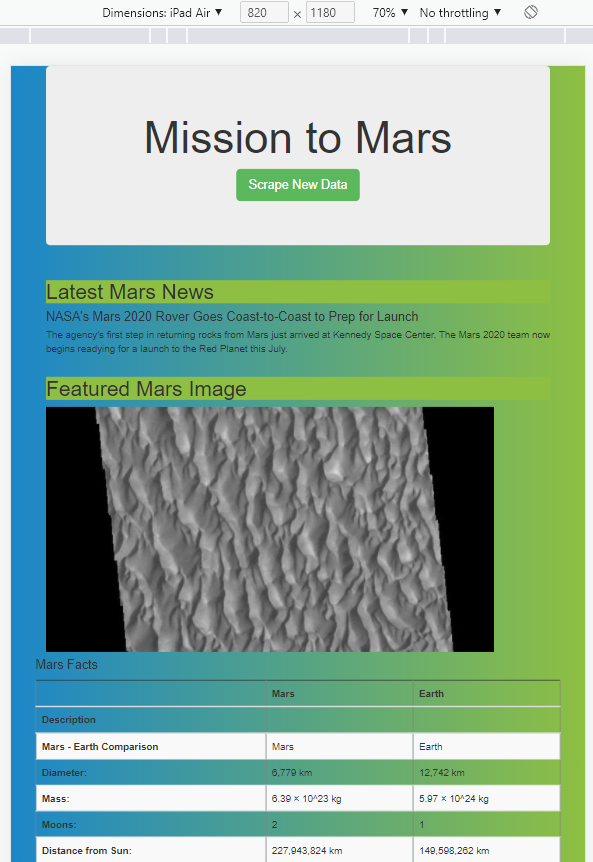 Dimensions: iPad Air ▼ 820 × 1180 70% ▼ No throttling ▼
Mission to Mars
Scrape New Data
Latest Mars News
NASA's Mars 2020 Rover Goes Coast-to-Coast to Prep for Launch
The agency's first step in returning rocks from Mars just arrived at Kennedy Space Center. The Mars 2020 team now
begins readying for a launch to the Red Planet this July.
Featured Mars Image
Mars Facts
Mars Earth
Description
Mars - Earth Comparison Mars Earth
Diameter: 6,779 km 12,742 km
Mass: 6.39 × 10^23 kg 5.97 × 10^24 kg
Moons: 2 1
Distance from Sun: 227,943,824 km 149,598,262 km